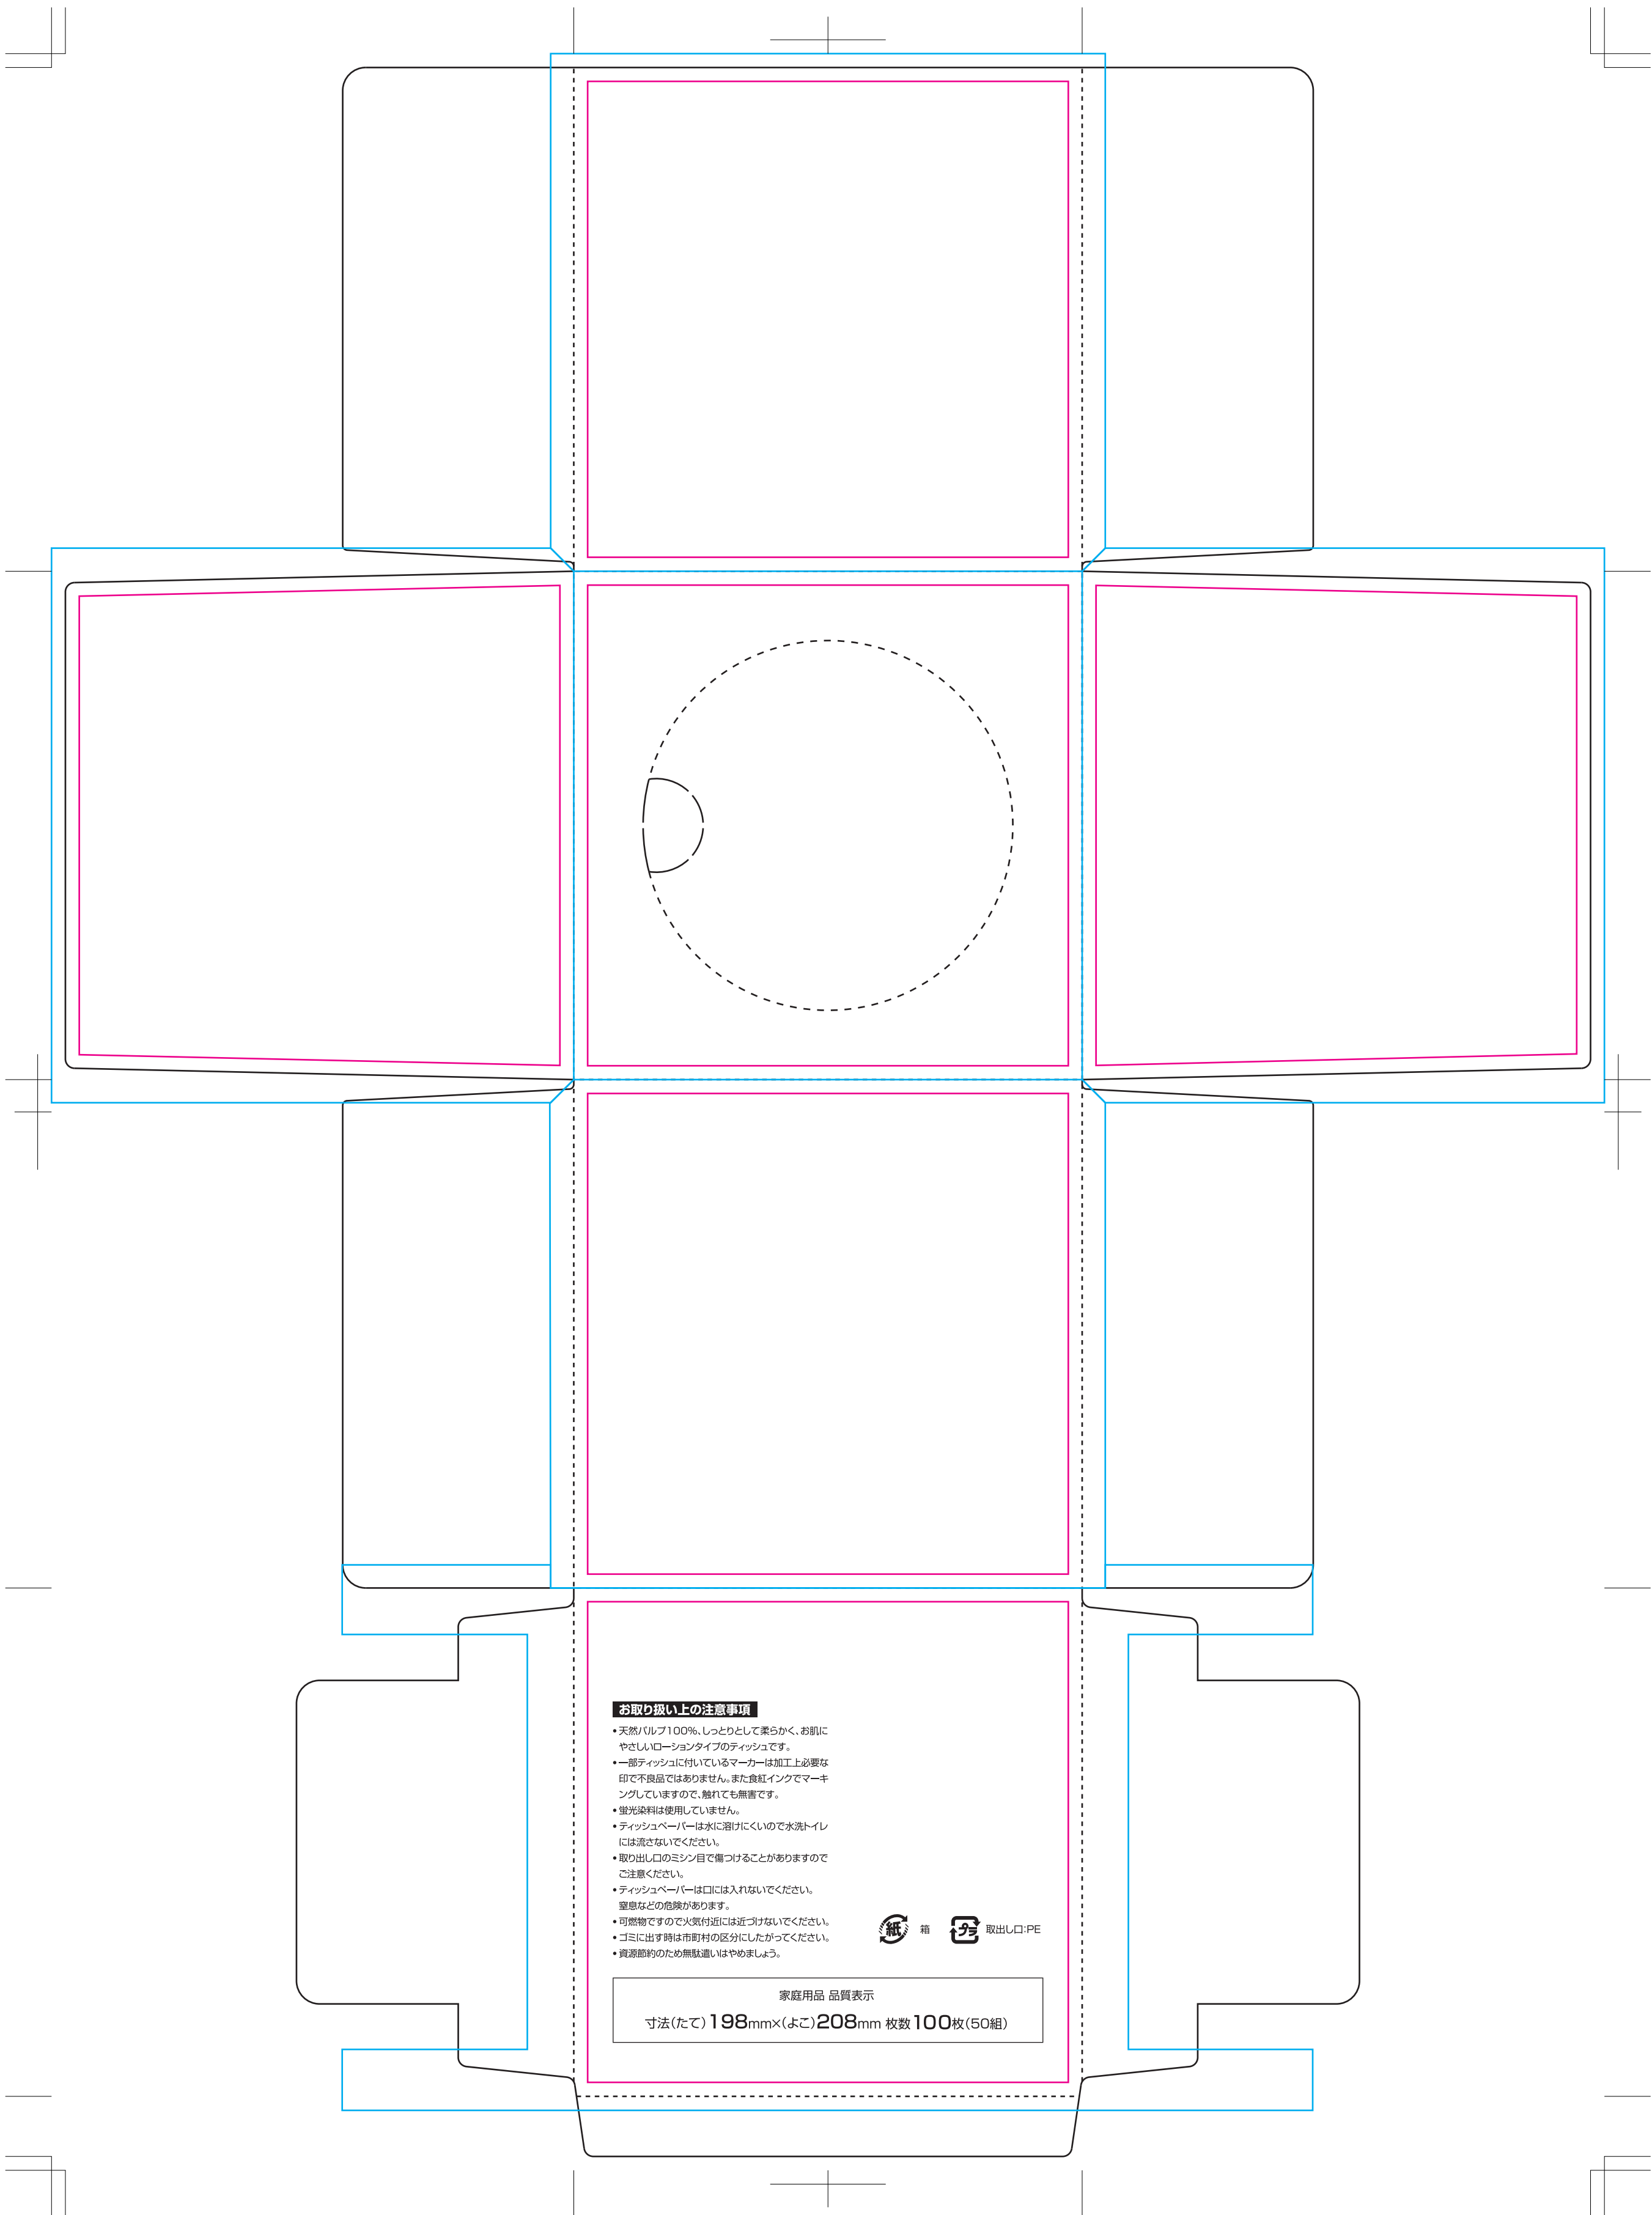 お取り扱い上の注意事項
•天然パルプ100%、しっとりとして柔らかく、お肌に
やさしいローションタイプのティッシュです。
•一部ティッシュに付いているマーカーは加工上必要な
印で不良品ではありません。また食紅インクでマーキ
ングしていますので、触れても無害です。
•蛍光染料は使用していません。
•ティッシュペーパーは水に溶けにくいので水洗トイレ
には流さないでください。
•取り出し口のミシン目で傷つけることがありますので
ご注意ください。
•ティッシュペーパーは口には入れないでください。
窒息などの危険があります。
•可燃物ですので火気付近には近づけないでください。
•ゴミに出す時は市町村の区分にしたがってください。
•資源節約のため無駄遣いはやめましょう。
紙 箱 プラ 取出し口:PE
家庭用品 品質表示
寸法(たて)198mm×(よこ)208mm 枚数100枚(50組)